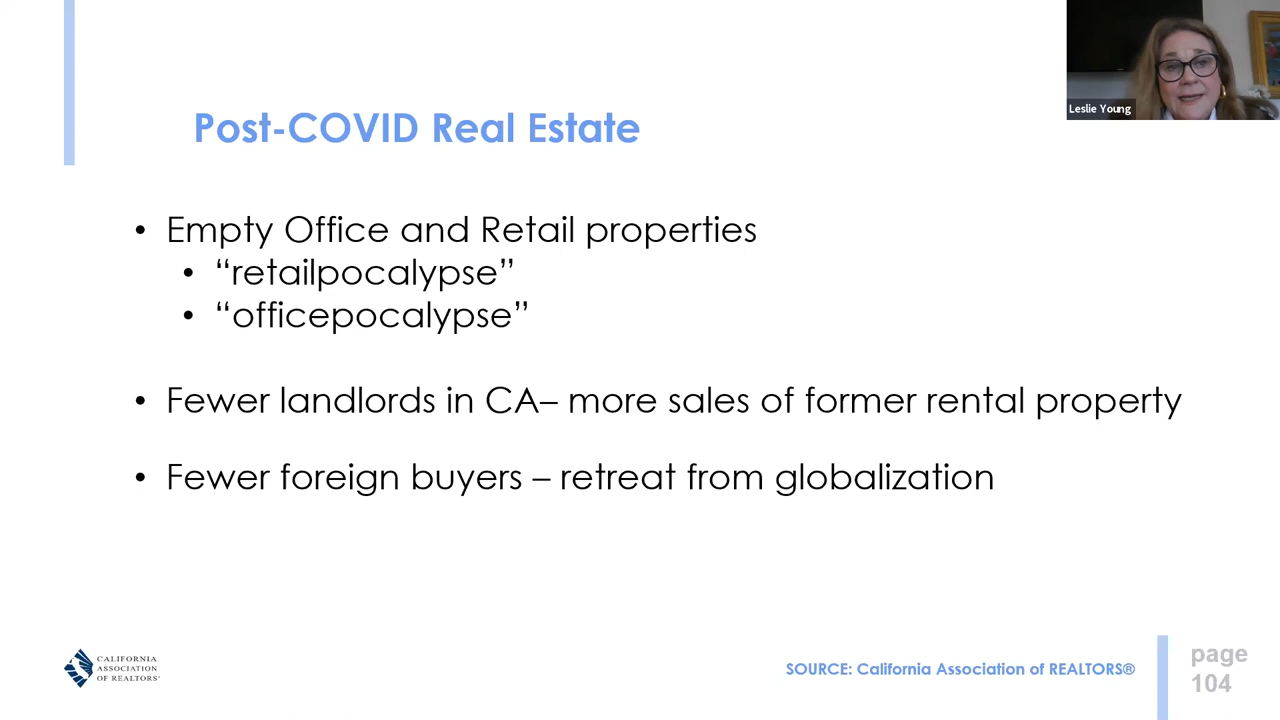 Leslie Young
Post-COVID Real Estate
• Empty Office and Retail properties
• “retailpocalypse”
• “officepocalypse”
• Fewer landlords in CA– more sales of former rental property
• Fewer foreign buyers – retreat from globalization
CALIFORNIA
ASSOCIATION
OF REALTORS®
SOURCE: California Association of REALTORS®
page
104